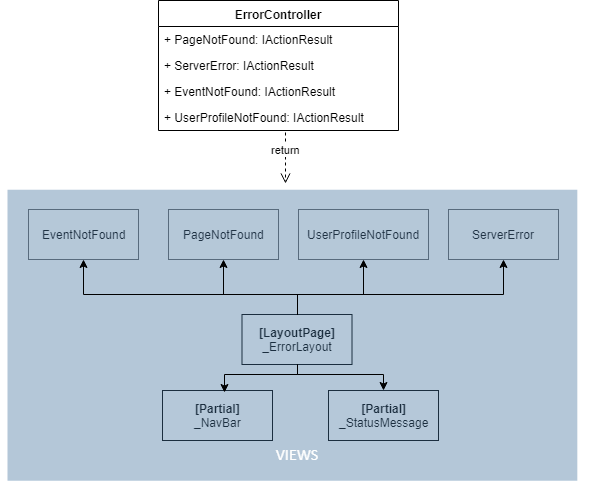 ErrorController
+ PageNotFound: IActionResult
+ ServerError: IActionResult
+ EventNotFound: IActionResult
+ UserProfileNotFound: IActionResult
return
EventNotFound
PageNotFound
UserProfileNotFound
ServerError
[LayoutPage]
_ErrorLayout
[Partial]
_NavBar
[Partial]
_StatusMessage
VIEWS